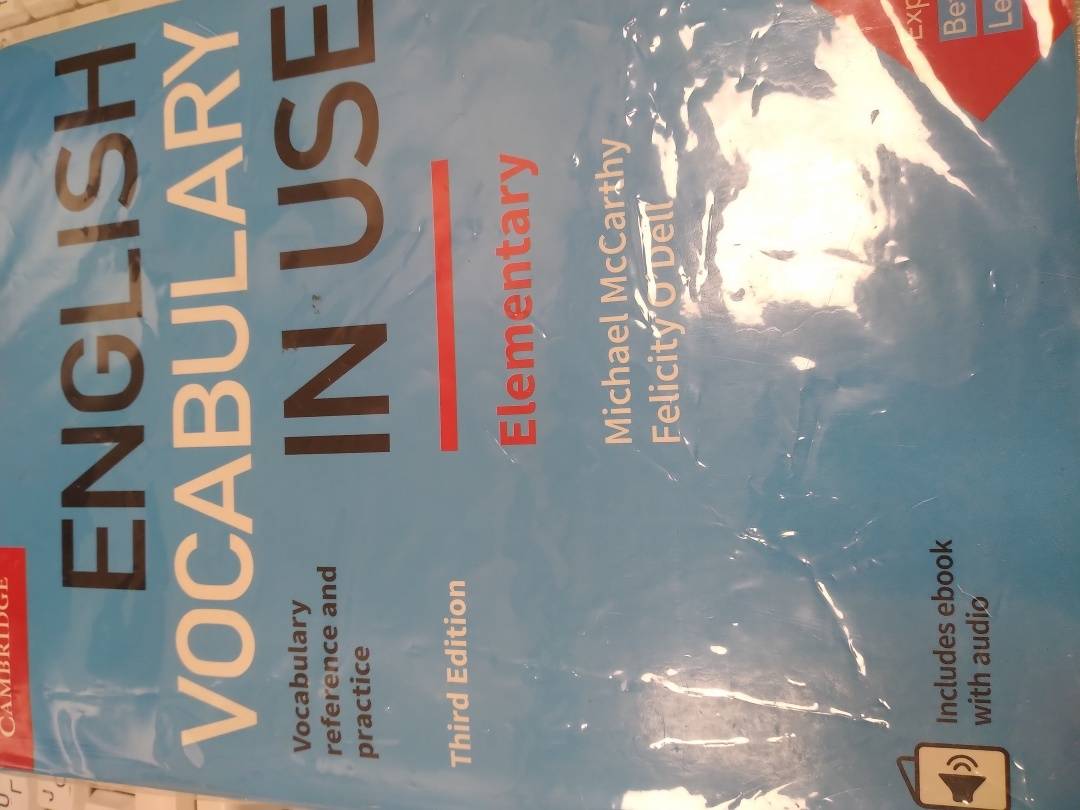 CAMBRIDGE
ENGLISH
VOCABULARY
IN USE
Vocabulary
reference and
practice
Third Edition
Elementary
Michael McCarthy
Felicity O'Dell
Includes ebook
with audio